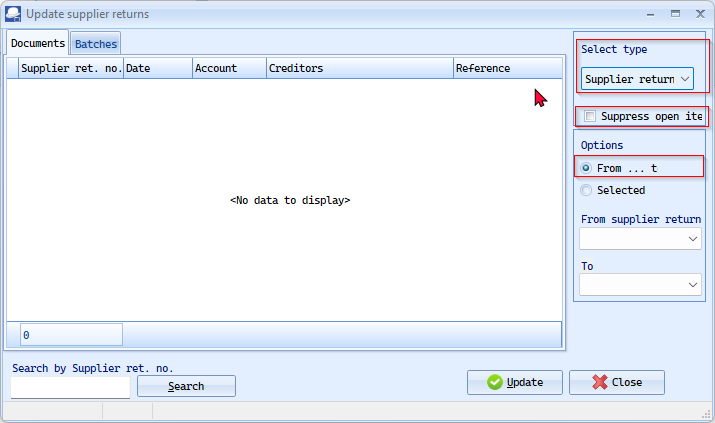 Update supplier returns
Documents Batches
Supplier ret. no. Date Account Creditors Reference
<No data to display>
0
Search by Supplier ret. no.
Search
Update Close
Select type
Supplier return
Suppress open ite
Options
From ... t
Selected
From supplier return
To